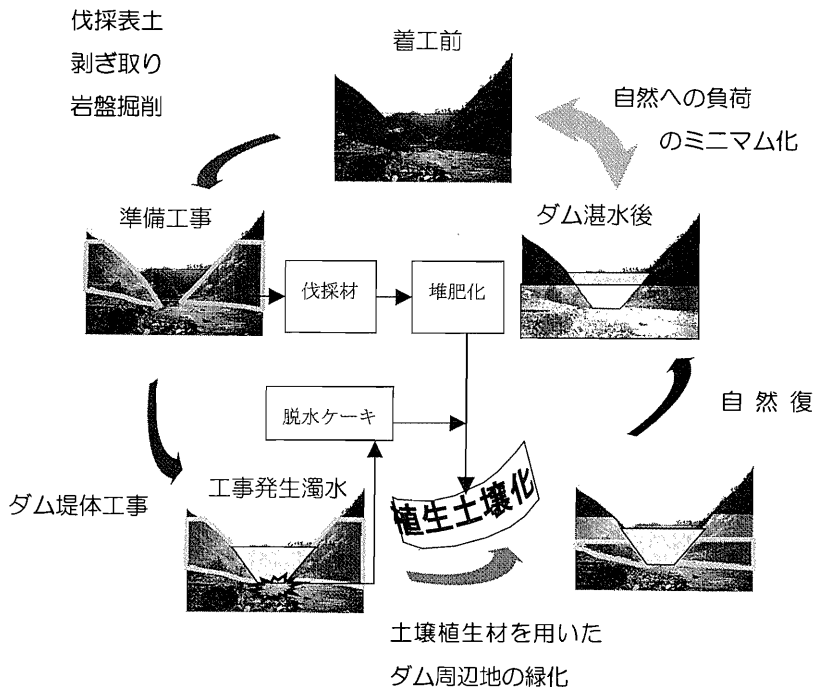 伐採表土
剥ぎ取り
岩盤掘削
着工前
自然への負荷
のミニマム化
準備工事
ダム湛水後
伐採材
堆肥化
脱水ケーキ
自然復
ダム堤体工事
工事発生濁水
植生土壌化
土壌植生材を用いた
ダム周辺地の緑化